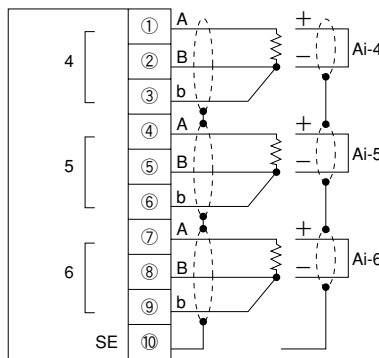 ① A + 
4 ② B − Ai-4
③ b
④ A +
5 ⑤ B − Ai-5
⑥ b
⑦ A +
6 ⑧ B − Ai-6
⑨ b
SE ⑩